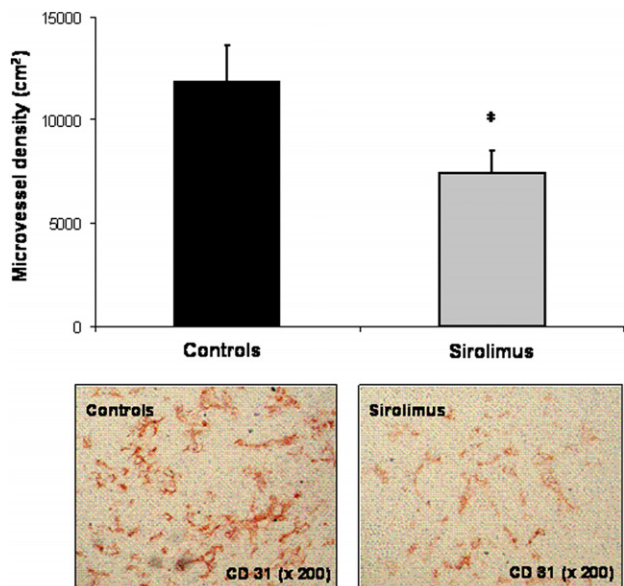 Microvessel density (cm²)
15000
10000
5000
0
*
Controls
Sirolimus
Controls
CD 31 (x 200)
Sirolimus
CD 31 (x 200)